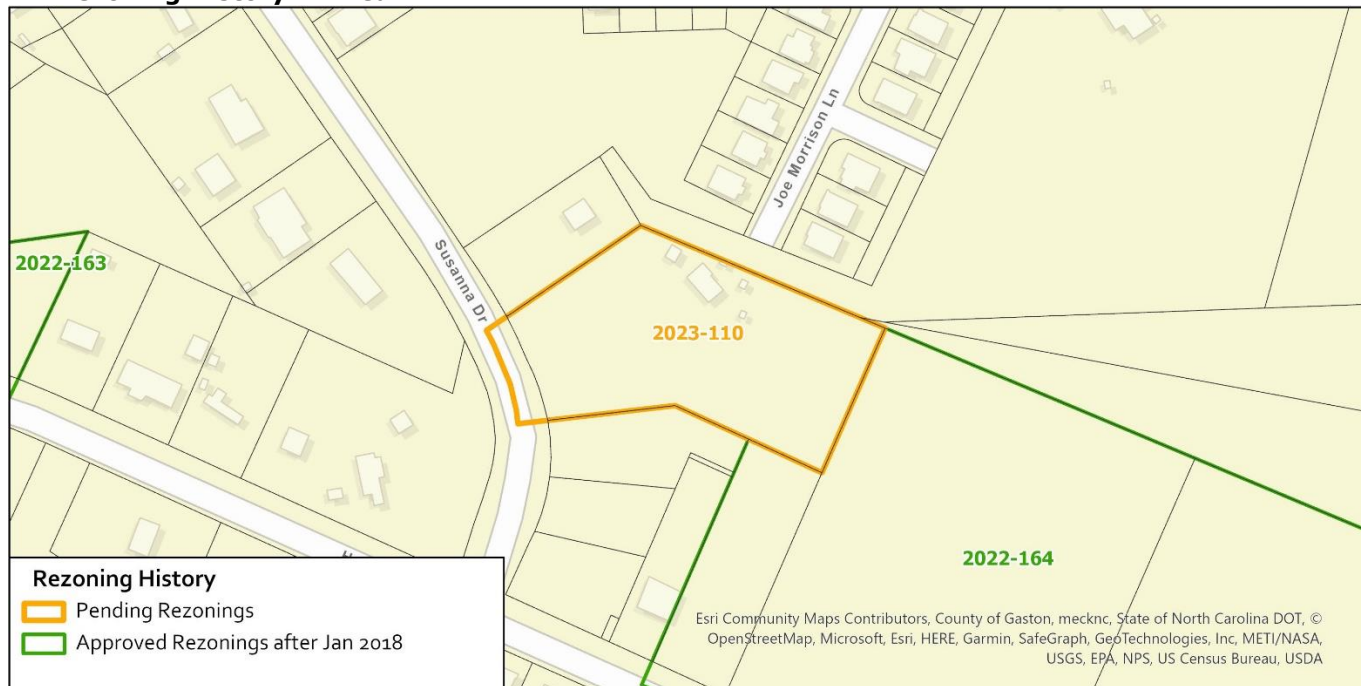 Joe Morrison Ln
Susanna Dr
2022-163
2023-110
2022-164
Rezoning History
Pending Rezonings
Approved Rezonings after Jan 2018
Esri Community Maps Contributors, County of Gaston, mecknc, State of North Carolina DOT, ©
OpenStreetMap, Microsoft, Esri, HERE, Garmin, SafeGraph, GeoTechnologies, Inc, METI/NASA,
USGS, EPA, NPS, US Census Bureau, USDA